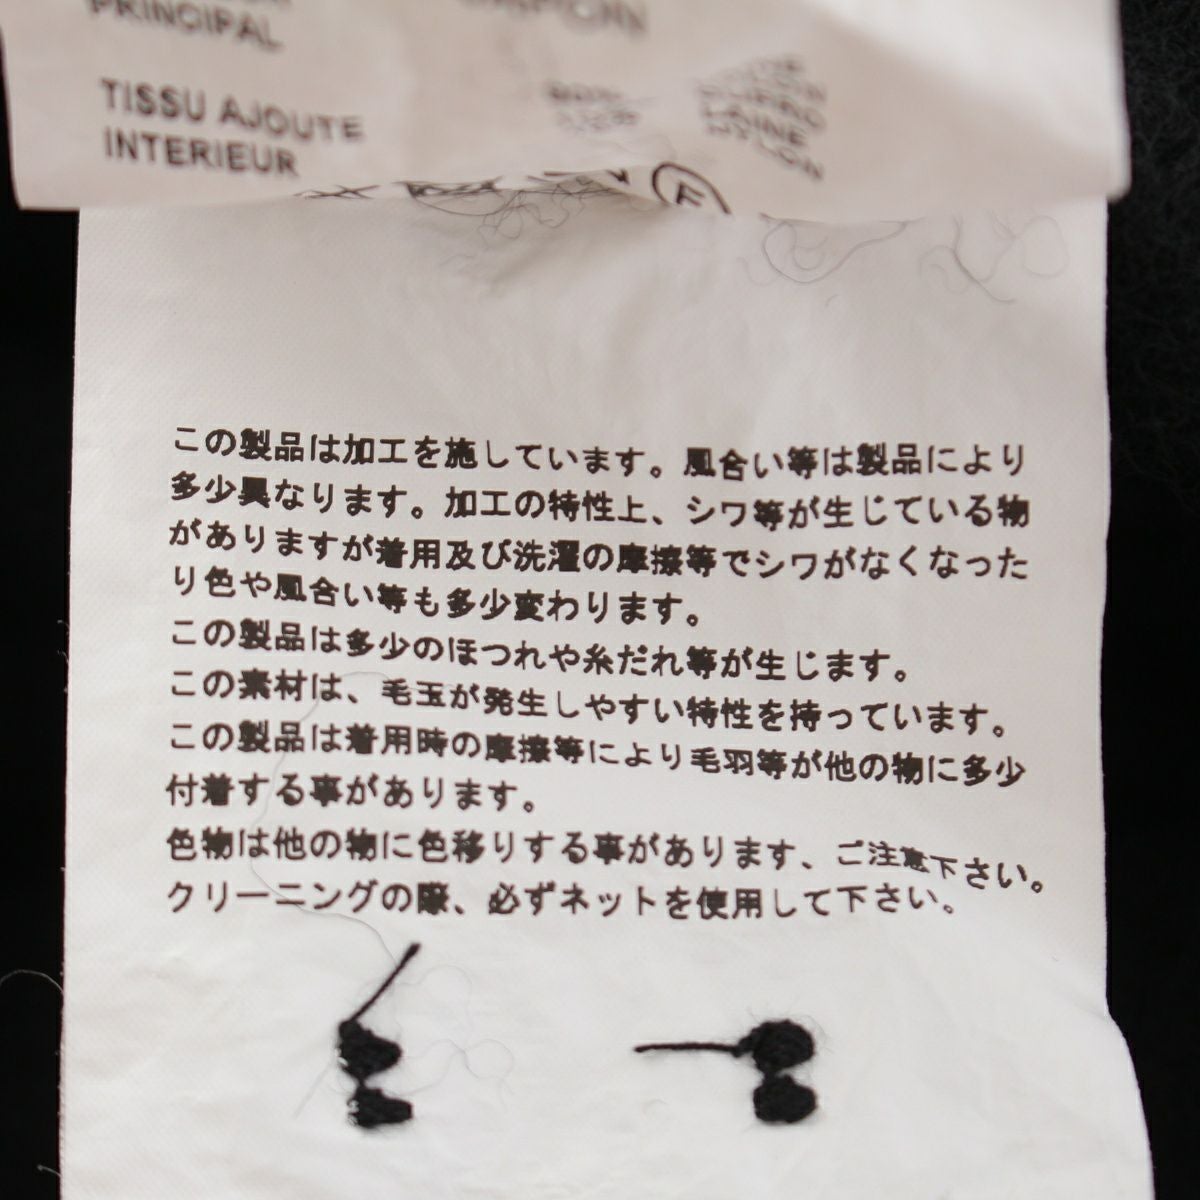 PRINCIPAL
TISSU AJOUTE
INTERIEUR
この製品は加工を施しています。風合い等は製品により
多少異なります。加工の特性上、シワ等が生じている物
がありますが着用及び洗濯の摩擦等でシワがなくなった
り色や風合い等も多少変わります。
この製品は多少のほつれや糸だれ等が生じます。
この素材は、毛玉が発生しやすい特性を持っています。
この製品は着用時の摩擦等により毛羽等が他の物に多少
付着する事があります。
色物は他の物に色移りする事があります、ご注意下さい。
クリーニングの際、必ずネットを使用して下さい。